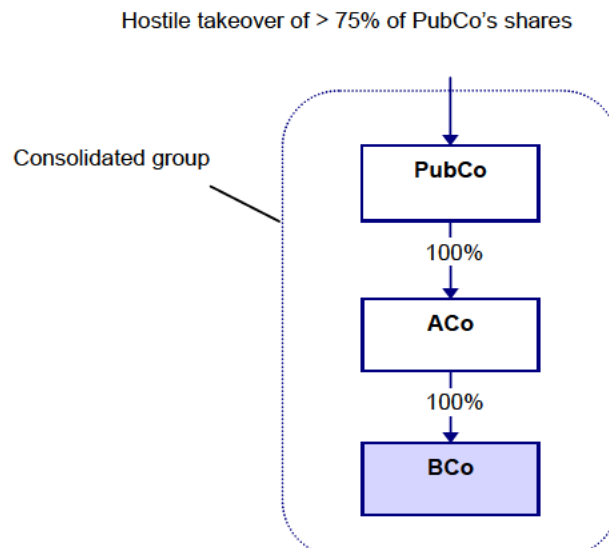 Hostile takeover of > 75% of PubCo's shares
Consolidated group
PubCo
100%
ACo
100%
BCo